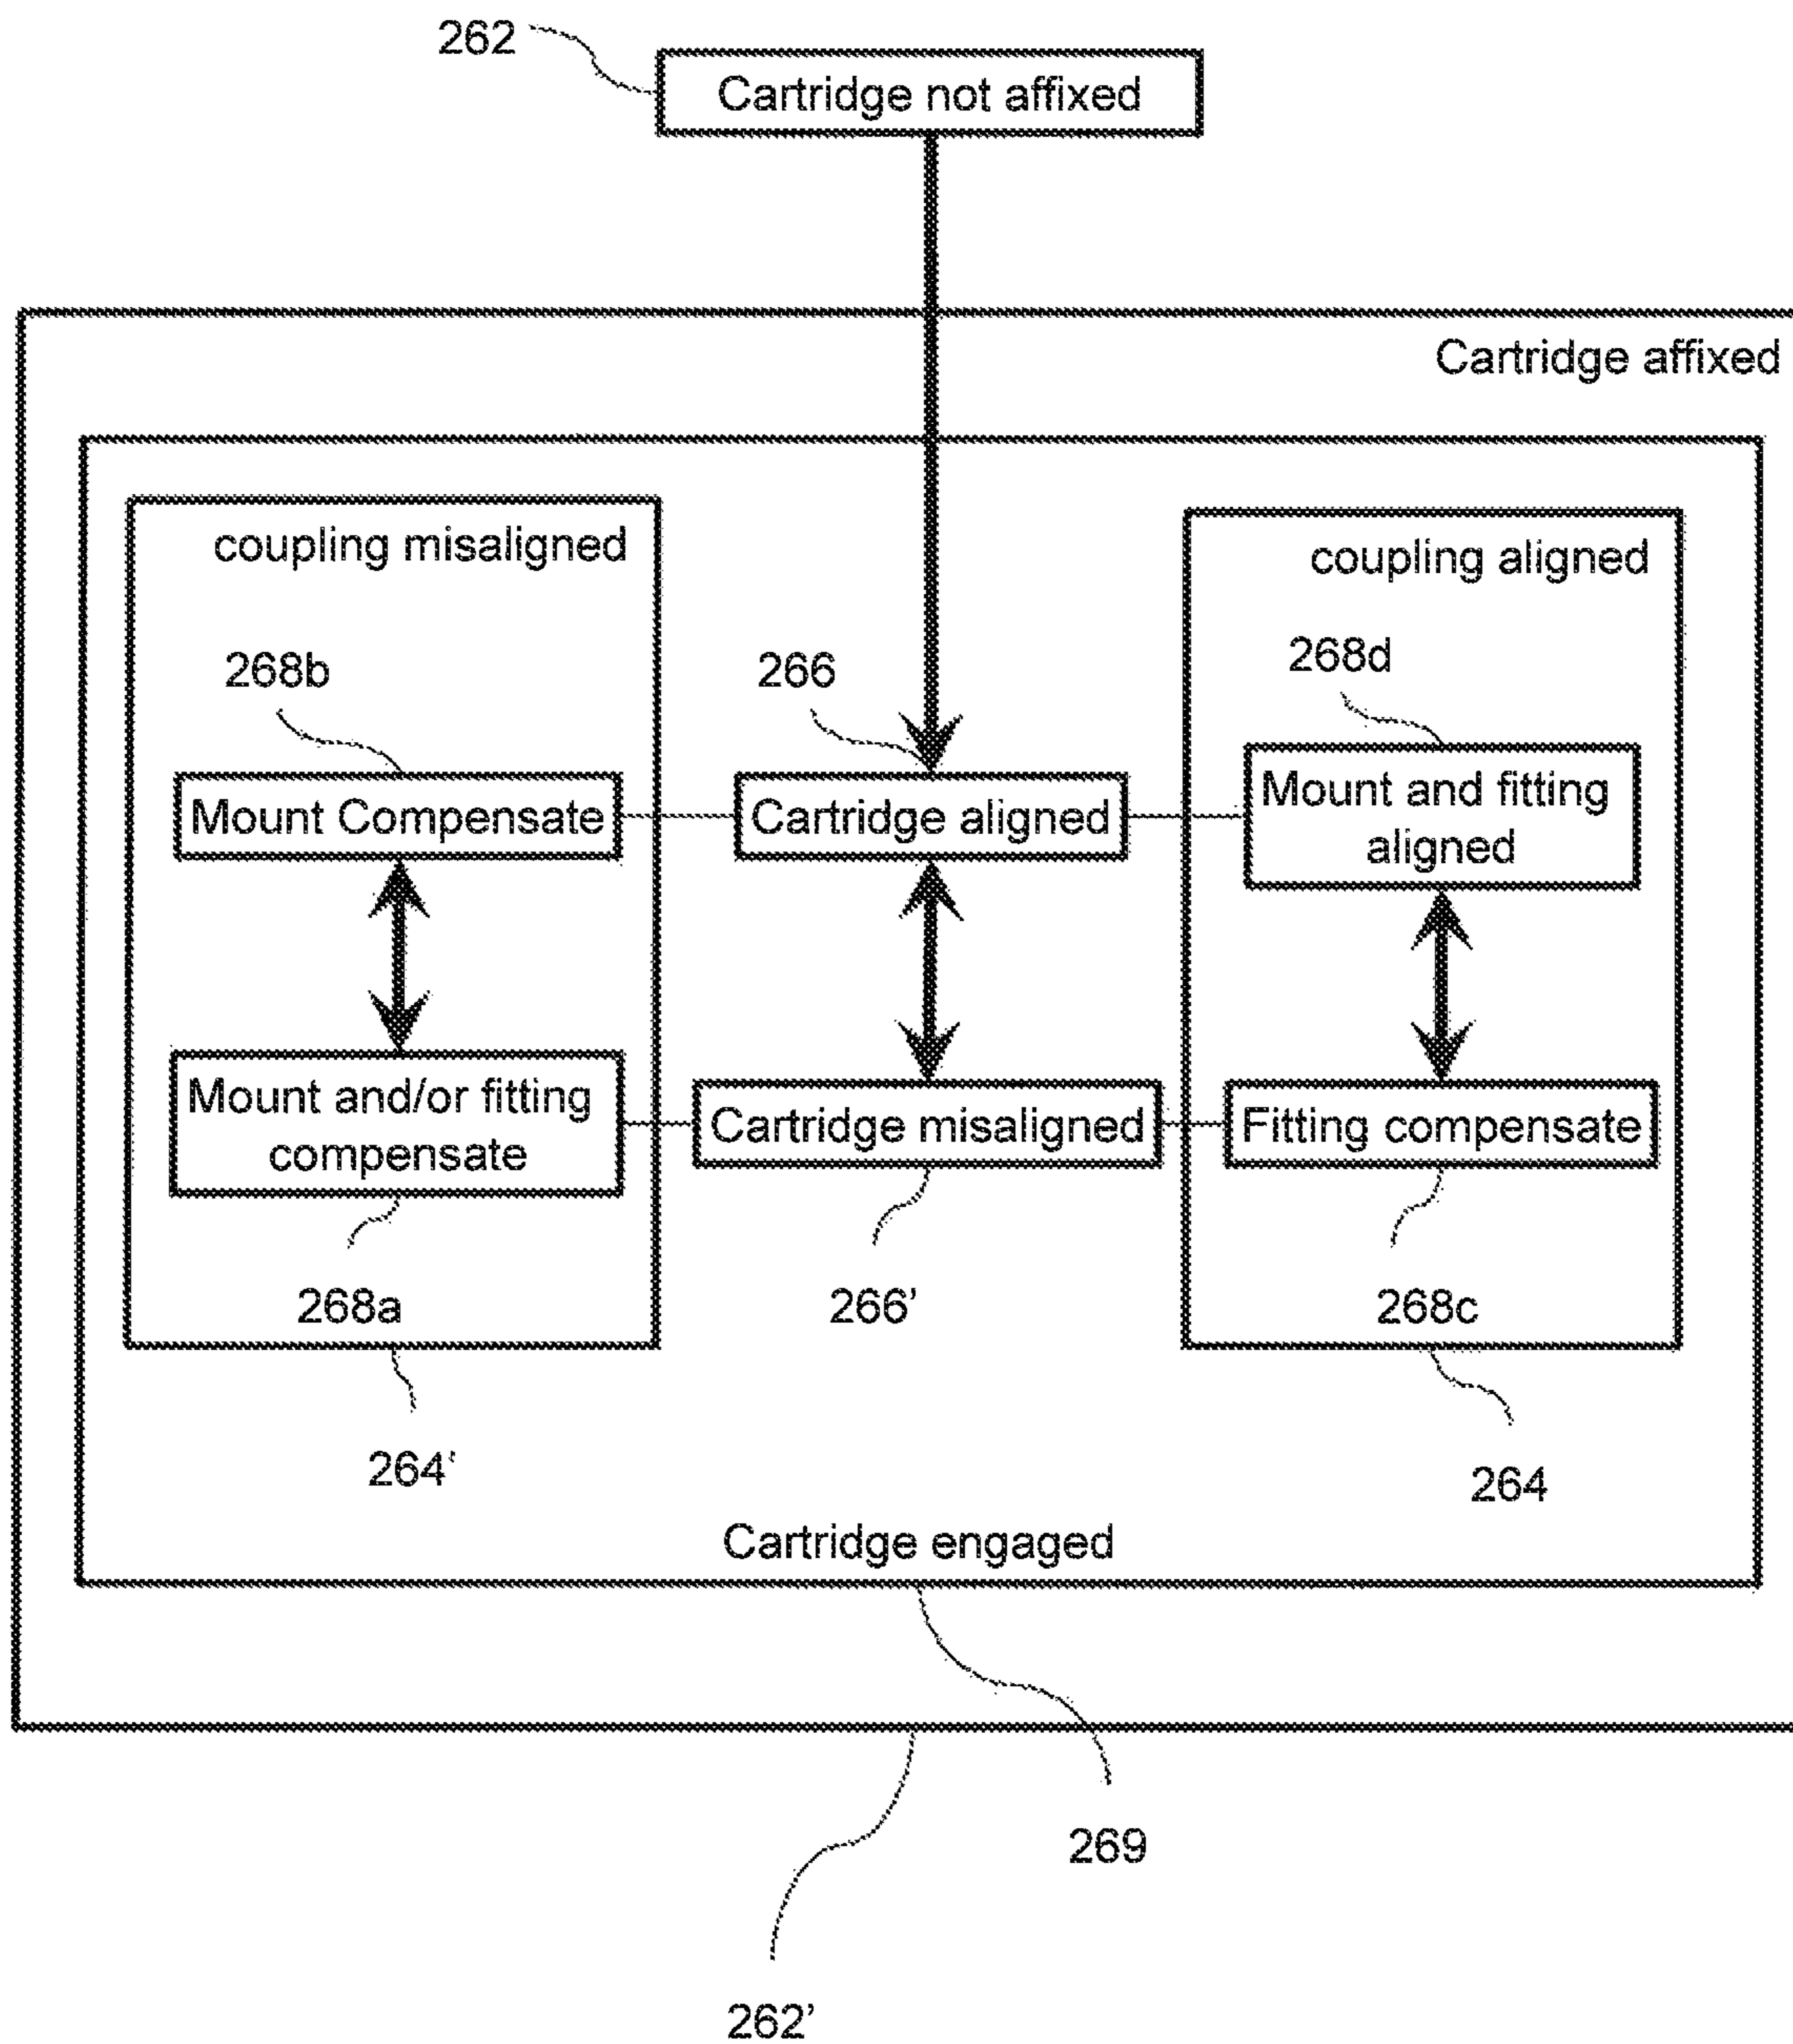 262
Cartridge not affixed
Cartridge affixed
coupling misaligned
coupling aligned
268b
266
268d
Mount Compensate
Cartridge aligned
Mount and fitting
aligned
Mount and/or fitting
compensate
Cartridge misaligned
Fitting compensate
268a
266’
268c
264’
264
Cartridge engaged
269
262’